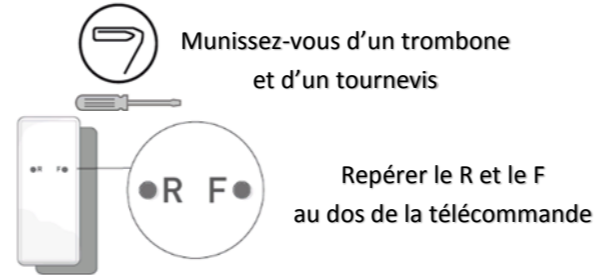 Munissez-vous d'un trombone
et d'un tournevis
R F
R F
Repérer le R et le F
au dos de la télécommande